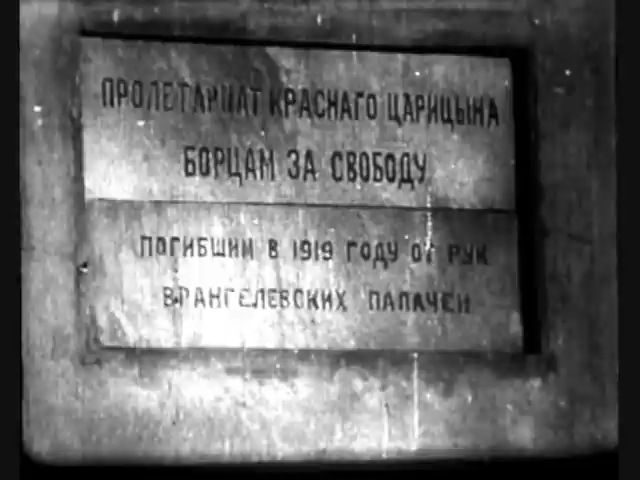 ПРОЛЕТАРИАТ КРАСНАГО ЦАРИЦЫНА
БОРЦАМ ЗА СВОБОДУ
ПОГИБШИМ В 1919 ГОДУ ОТ РУК
ВРАНГЕЛЕВСКИХ ПАЛАЧЕЙ